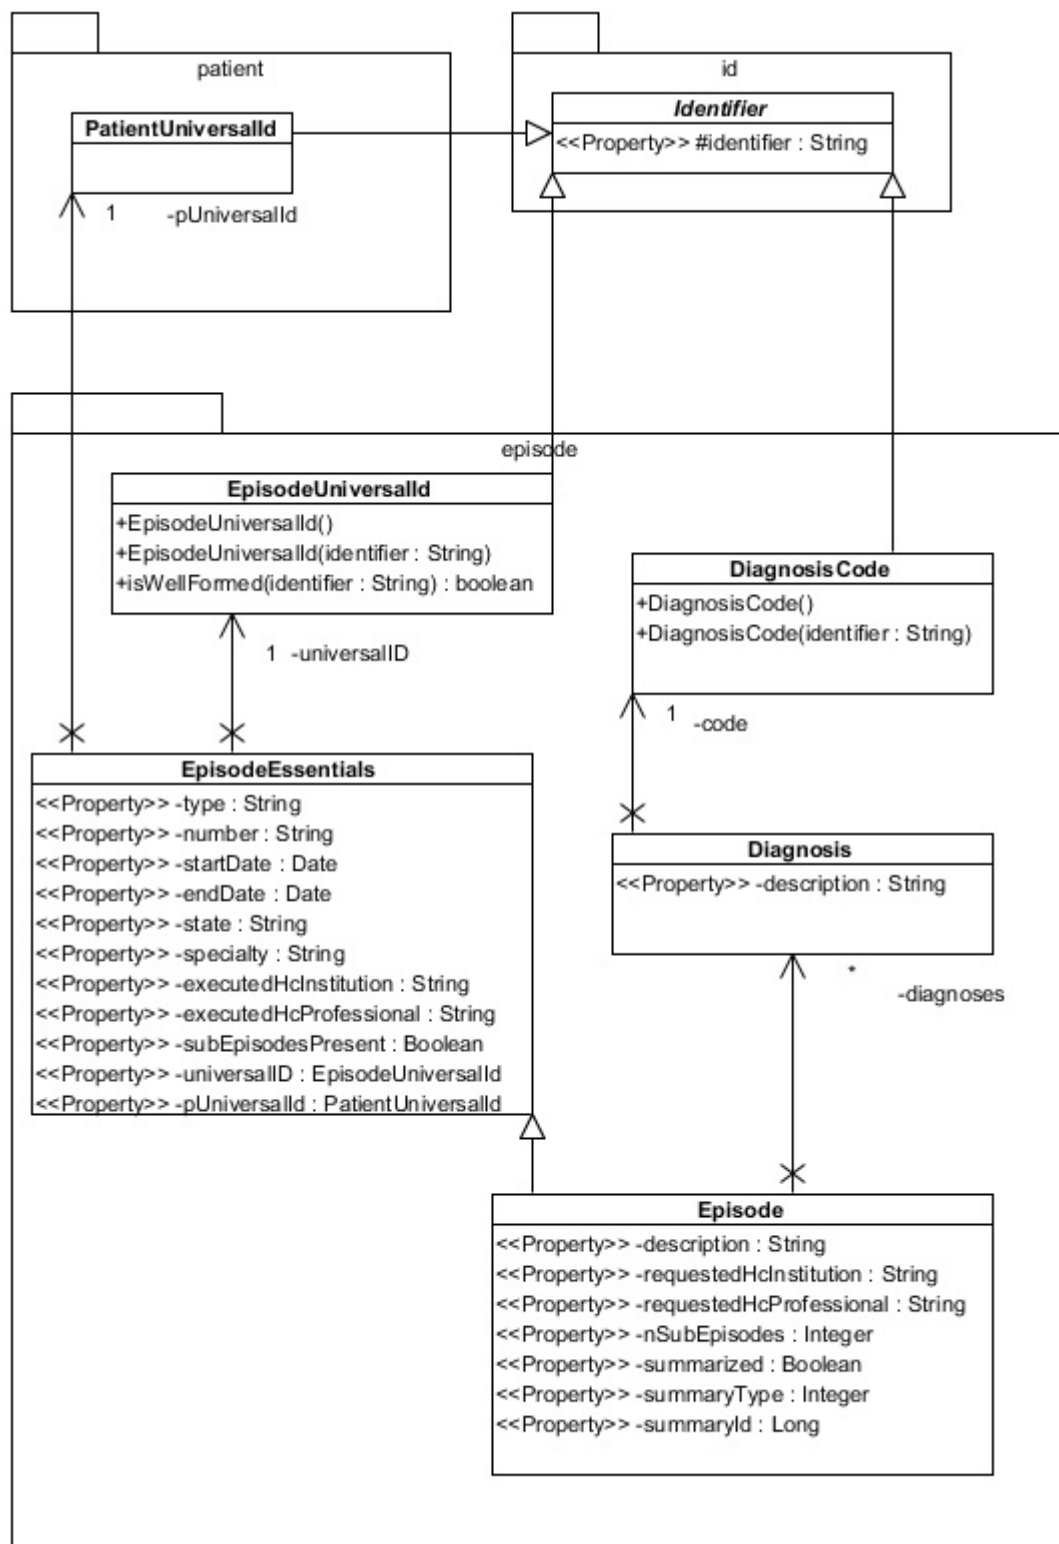 patient
id
PatientUniversalId
Identifier
<<Property>> #identifier : String
1
-pUniversalId
episode
EpisodeUniversalId
+EpisodeUniversalId()
+EpisodeUniversalId(identifier : String)
+isWellFormed(identifier : String) : boolean
DiagnosisCode
+DiagnosisCode()
+DiagnosisCode(identifier : String)
1 -universalID
1
-code
EpisodeEssentials
<<Property>> -type : String
<<Property>> -number : String
<<Property>> -startDate : Date
<<Property>> -endDate : Date
<<Property>> -state : String
<<Property>> -specialty : String
<<Property>> -executedHcInstitution : String
<<Property>> -executedHcProfessional : String
<<Property>> -subEpisodesPresent : Boolean
<<Property>> -universalID : EpisodeUniversalId
<<Property>> -pUniversalId : PatientUniversalId
Diagnosis
<<Property>> -description : String
*
-diagnoses
Episode
<<Property>> -description : String
<<Property>> -requestedHcInstitution : String
<<Property>> -requestedHcProfessional : String
<<Property>> -nSubEpisodes : Integer
<<Property>> -summarized : Boolean
<<Property>> -summaryType : Integer
<<Property>> -summaryId : Long